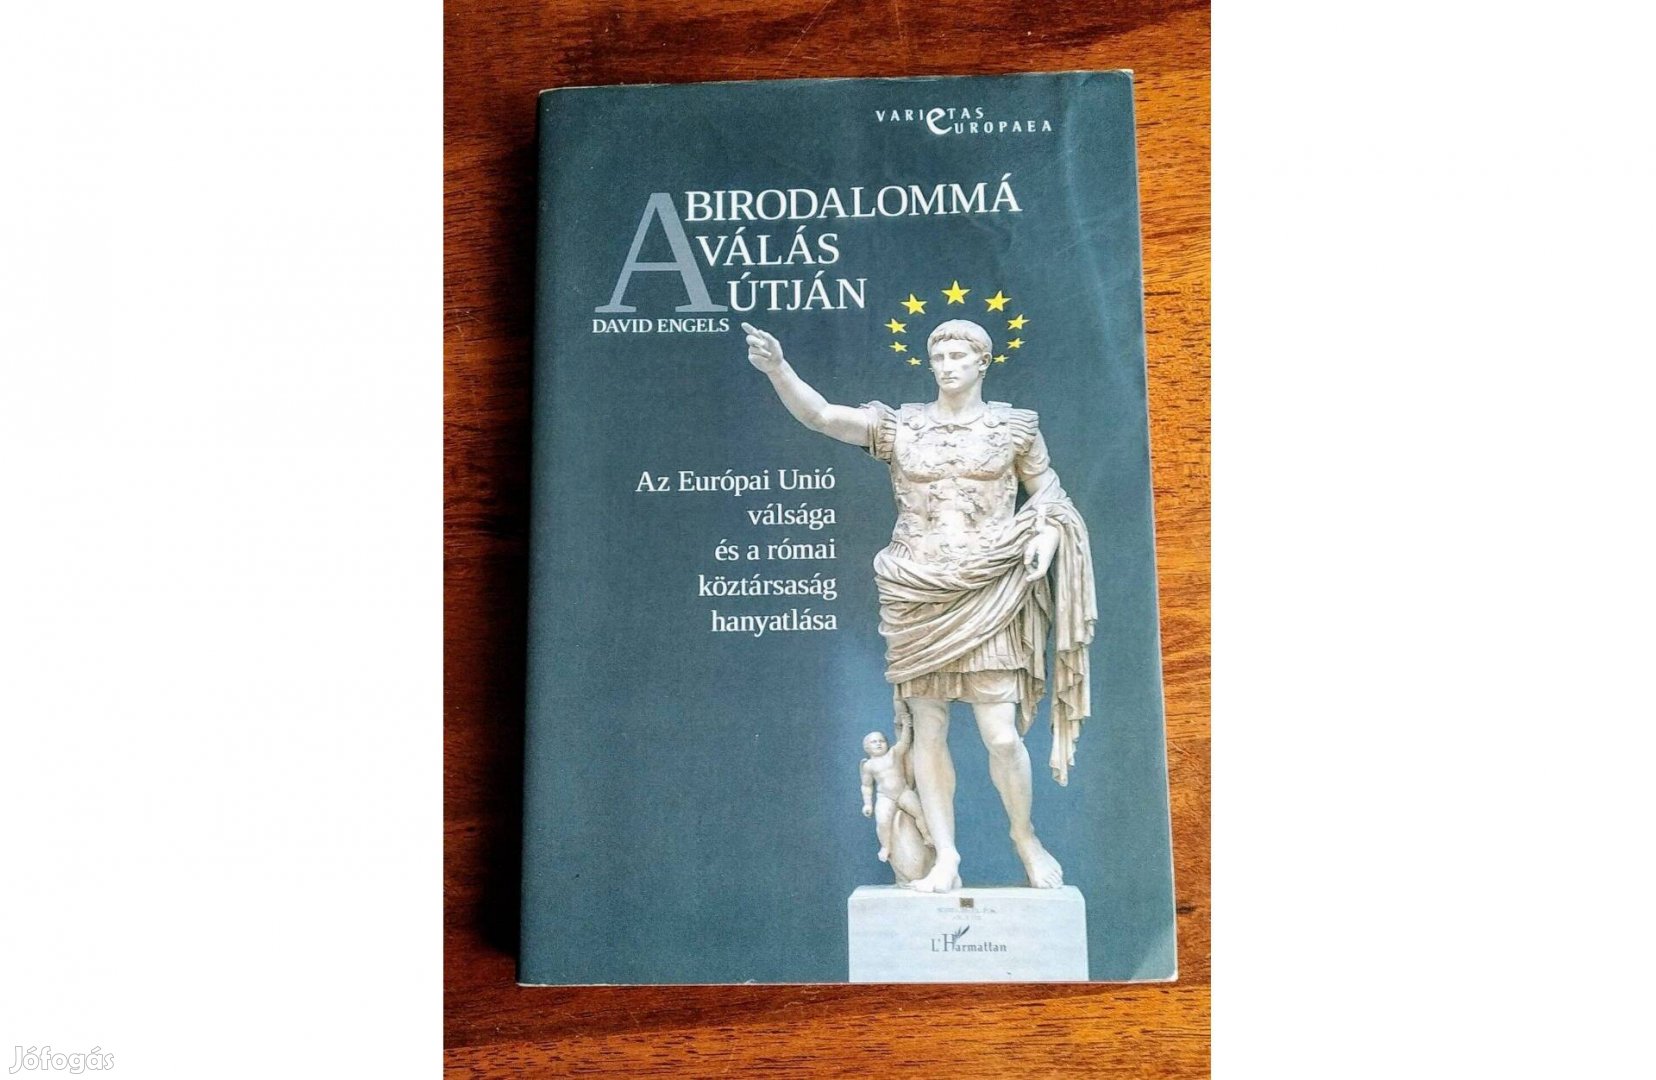 VARIETAS
EUROPAEA
A BIRODALOMMÁ
VÁLÁS
ÚTJÁN
DAVID ENGELS
Az Európai Unió
válsága
és a római
köztársaság
hanyatlása
L'Harmattan
Jófogás